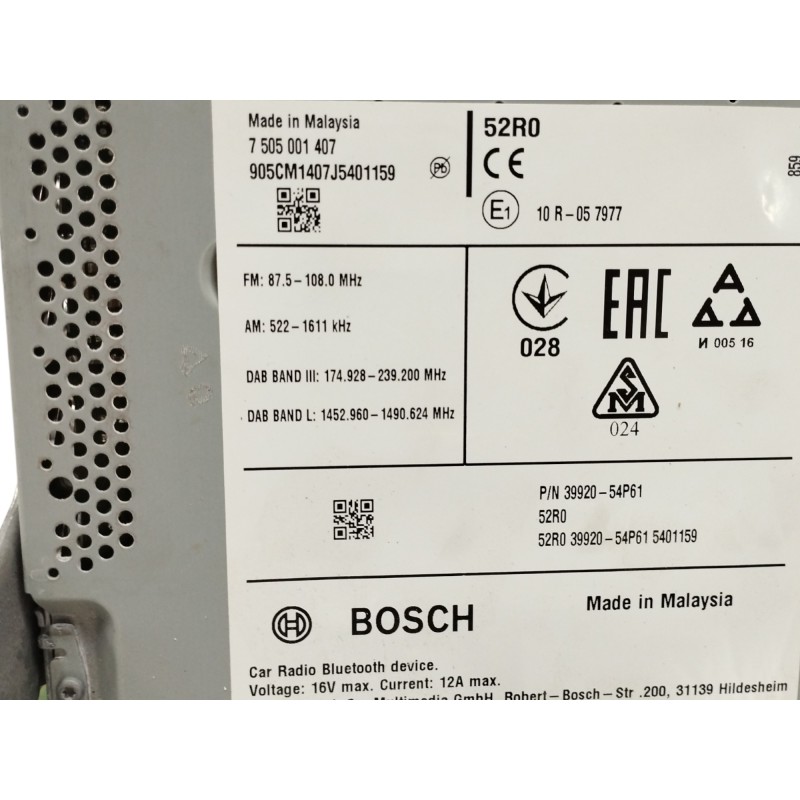 Made in Malaysia
7 505 001 407
905CM1407J5401159
Pb
52R0
CE
E1
10 R-05 7977
859
FM: 87.5-108.0 MHz
AM: 522-1611 kHz
DAB BAND III: 174.928-239.200 MHz
DAB BAND L: 1452.960-1490.624 MHz
028
EAC
И 005 16
SM
024
P/N 39920-54P61
52R0
52R0 39920-54P61 5401159
BOSCH
Made in Malaysia
Car Radio Bluetooth device.
Voltage: 16V max. Current: 12A max.
Car Multimedia GmbH, Robert-Bosch-Str .200, 31139 Hildesheim